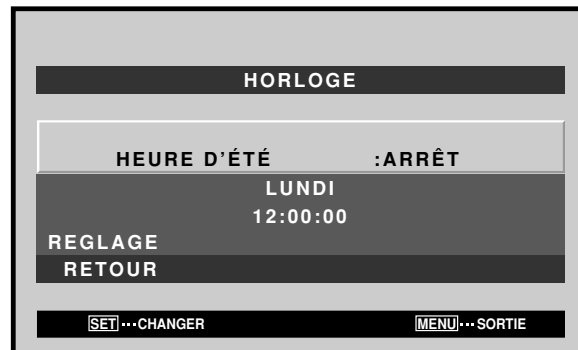 HORLOGE
HEURE D'ÉTÉ :ARRÊT
LUNDI
12:00:00
REGLAGE
RETOUR
SET···CHANGER MENU···SORTIE